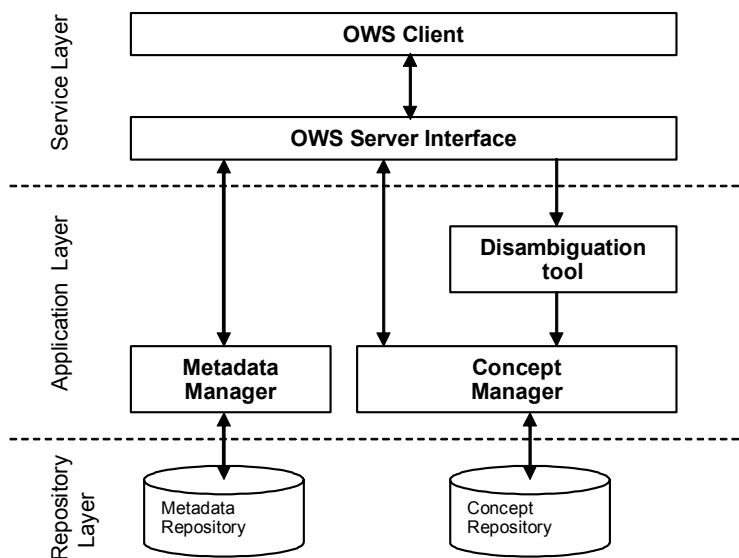 Service Layer
OWS Client
OWS Server Interface
Application Layer
Disambiguation
tool
Metadata
Manager
Concept
Manager
Repository
Layer
Metadata
Repository
Concept
Repository